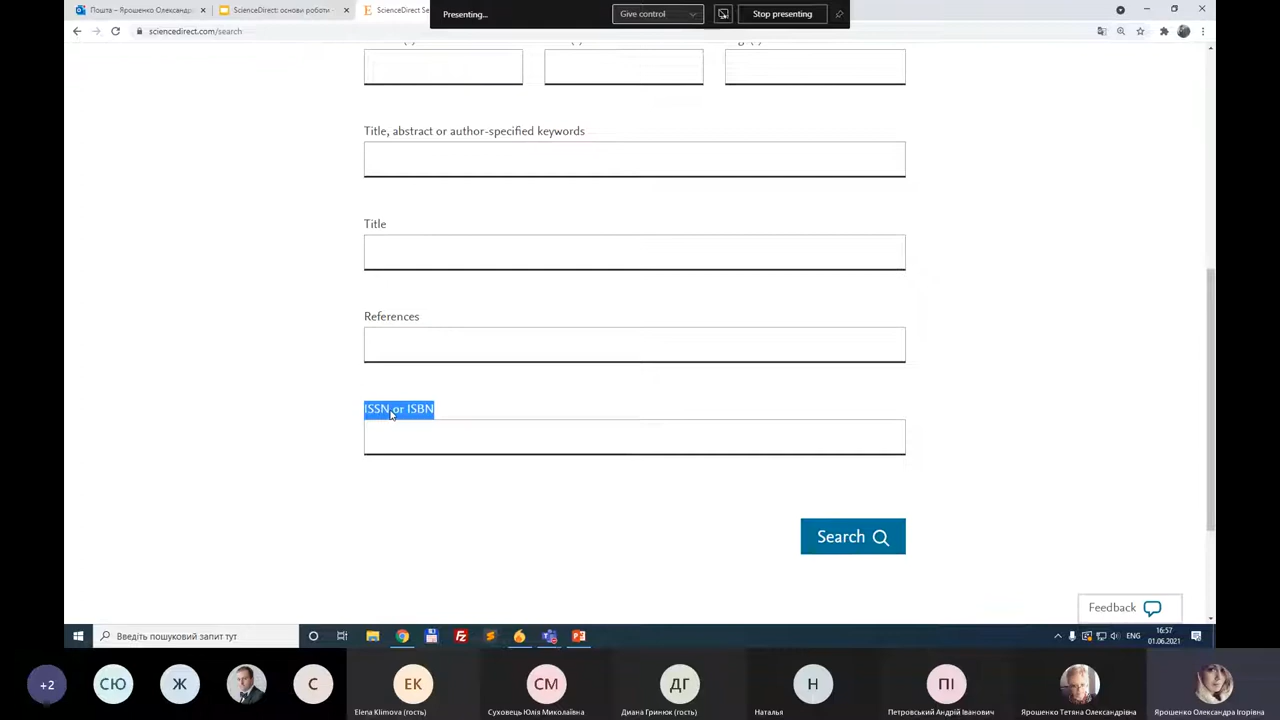 Пошта – Ярошенко Олександр
ScienceDirect: основи роботи -
ScienceDirect Se
Presenting...
Give control
Stop presenting
sciencedirect.com/search
Title, abstract or author-specified keywords
Title
References
ISSN or ISBN
Search
Feedback
Введіть пошуковий запит тут
ENG
16:57
01.06.2021
+2
СЮ
Ж
С
ЕК
СМ
ДГ
Н
ПІ
Elena Klimova (гость)
Суховець Юлія Миколаївна
Диана Гринюк (гость)
Наталья
Петровський Андрій Іванович
Ярошенко Тетяна Олександрівна
Ярошенко Олександра Ігорівна